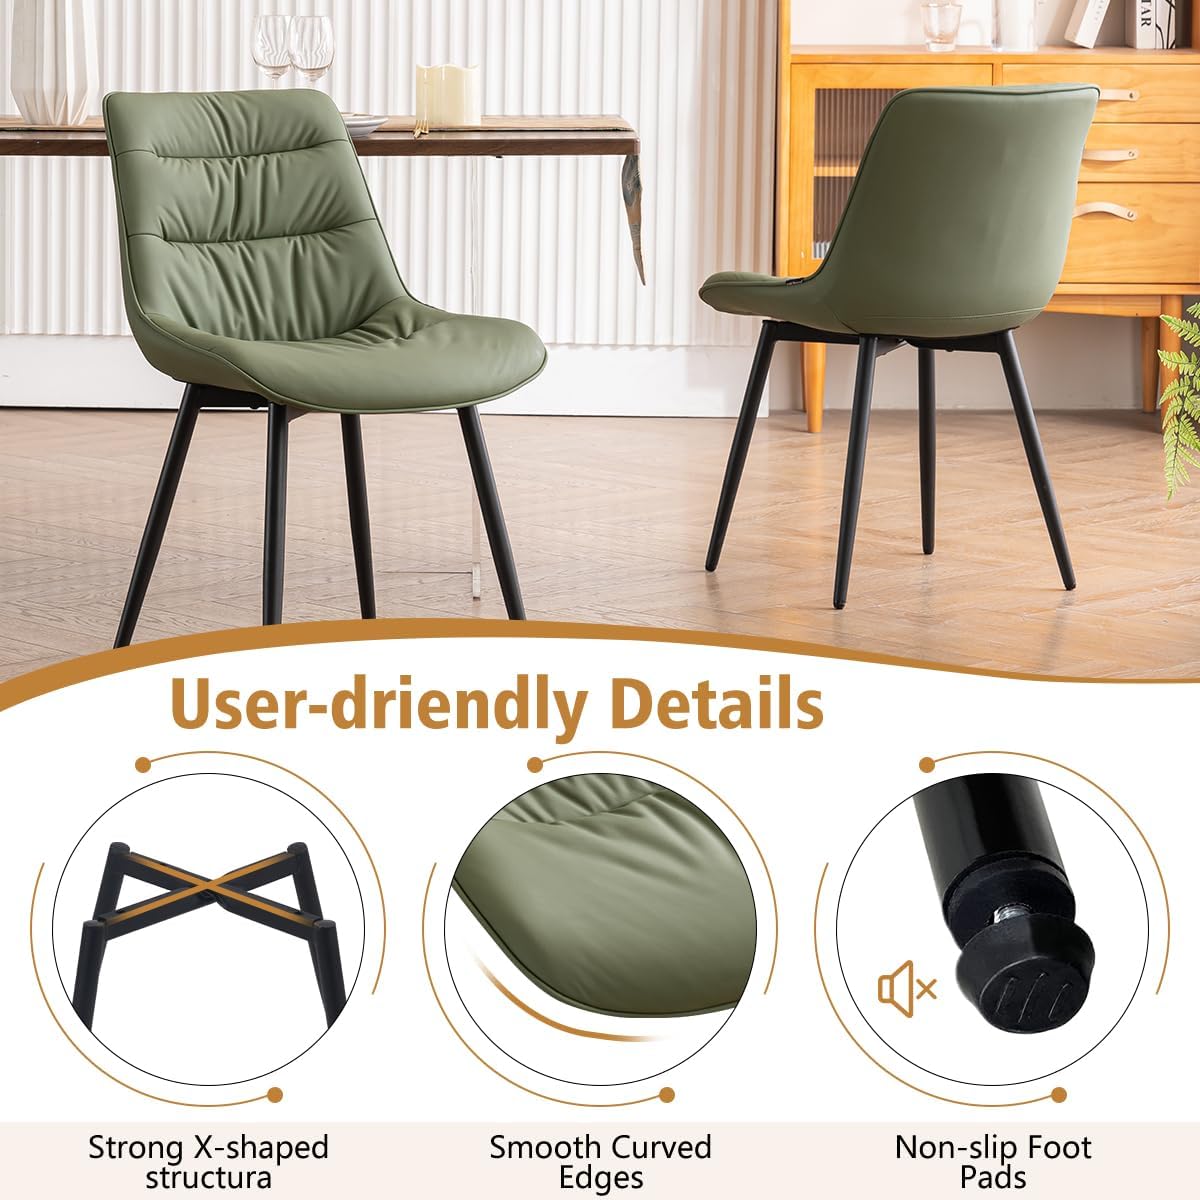 User-driendly Details
Strong X-shaped
structura
Smooth Curved
Edges
Non-slip Foot
Pads